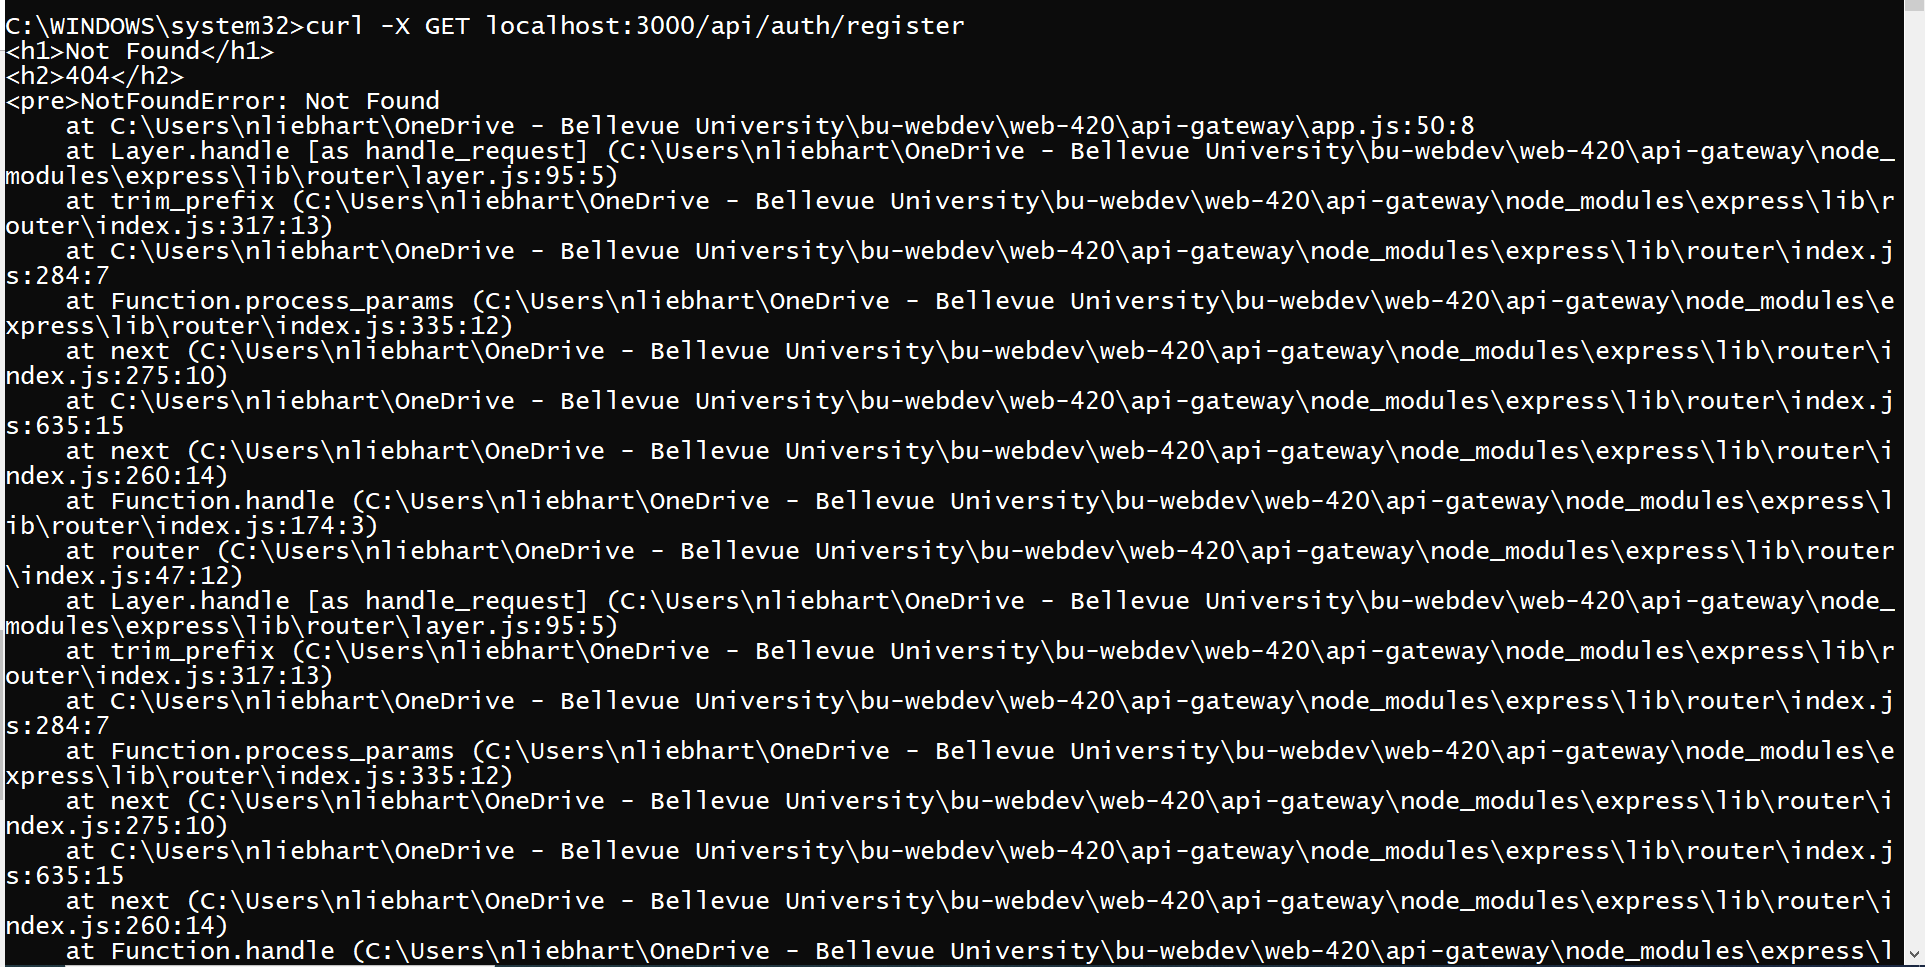 C:\WINDOWS\system32>curl -X GET localhost:3000/api/auth/register
<h1>Not Found</h1>
<h2>404</h2>
<pre>NotFoundError: Not Found
    at C:\Users\nliebhart\OneDrive - Bellevue University\bu-webdev\web-420\api-gateway\app.js:50:8
    at Layer.handle [as handle_request] (C:\Users\nliebhart\OneDrive - Bellevue University\bu-webdev\web-420\api-gateway\node_
modules\express\lib\router\layer.js:95:5)
    at trim_prefix (C:\Users\nliebhart\OneDrive - Bellevue University\bu-webdev\web-420\api-gateway\node_modules\express\lib\r
outer\index.js:317:13)
    at C:\Users\nliebhart\OneDrive - Bellevue University\bu-webdev\web-420\api-gateway\node_modules\express\lib\router\index.j
s:284:7
    at Function.process_params (C:\Users\nliebhart\OneDrive - Bellevue University\bu-webdev\web-420\api-gateway\node_modules\e
xpress\lib\router\index.js:335:12)
    at next (C:\Users\nliebhart\OneDrive - Bellevue University\bu-webdev\web-420\api-gateway\node_modules\express\lib\router\i
ndex.js:275:10)
    at C:\Users\nliebhart\OneDrive - Bellevue University\bu-webdev\web-420\api-gateway\node_modules\express\lib\router\index.j
s:635:15
    at next (C:\Users\nliebhart\OneDrive - Bellevue University\bu-webdev\web-420\api-gateway\node_modules\express\lib\router\i
ndex.js:260:14)
    at Function.handle (C:\Users\nliebhart\OneDrive - Bellevue University\bu-webdev\web-420\api-gateway\node_modules\express\l
ib\router\index.js:174:3)
    at router (C:\Users\nliebhart\OneDrive - Bellevue University\bu-webdev\web-420\api-gateway\node_modules\express\lib\router
\index.js:47:12)
    at Layer.handle [as handle_request] (C:\Users\nliebhart\OneDrive - Bellevue University\bu-webdev\web-420\api-gateway\node_
modules\express\lib\router\layer.js:95:5)
    at trim_prefix (C:\Users\nliebhart\OneDrive - Bellevue University\bu-webdev\web-420\api-gateway\node_modules\express\lib\r
outer\index.js:317:13)
    at C:\Users\nliebhart\OneDrive - Bellevue University\bu-webdev\web-420\api-gateway\node_modules\express\lib\router\index.j
s:284:7
    at Function.process_params (C:\Users\nliebhart\OneDrive - Bellevue University\bu-webdev\web-420\api-gateway\node_modules\e
xpress\lib\router\index.js:335:12)
    at next (C:\Users\nliebhart\OneDrive - Bellevue University\bu-webdev\web-420\api-gateway\node_modules\express\lib\router\i
ndex.js:275:10)
    at C:\Users\nliebhart\OneDrive - Bellevue University\bu-webdev\web-420\api-gateway\node_modules\express\lib\router\index.j
s:635:15
    at next (C:\Users\nliebhart\OneDrive - Bellevue University\bu-webdev\web-420\api-gateway\node_modules\express\lib\router\i
ndex.js:260:14)
    at Function.handle (C:\Users\nliebhart\OneDrive - Bellevue University\bu-webdev\web-420\api-gateway\node_modules\express\l